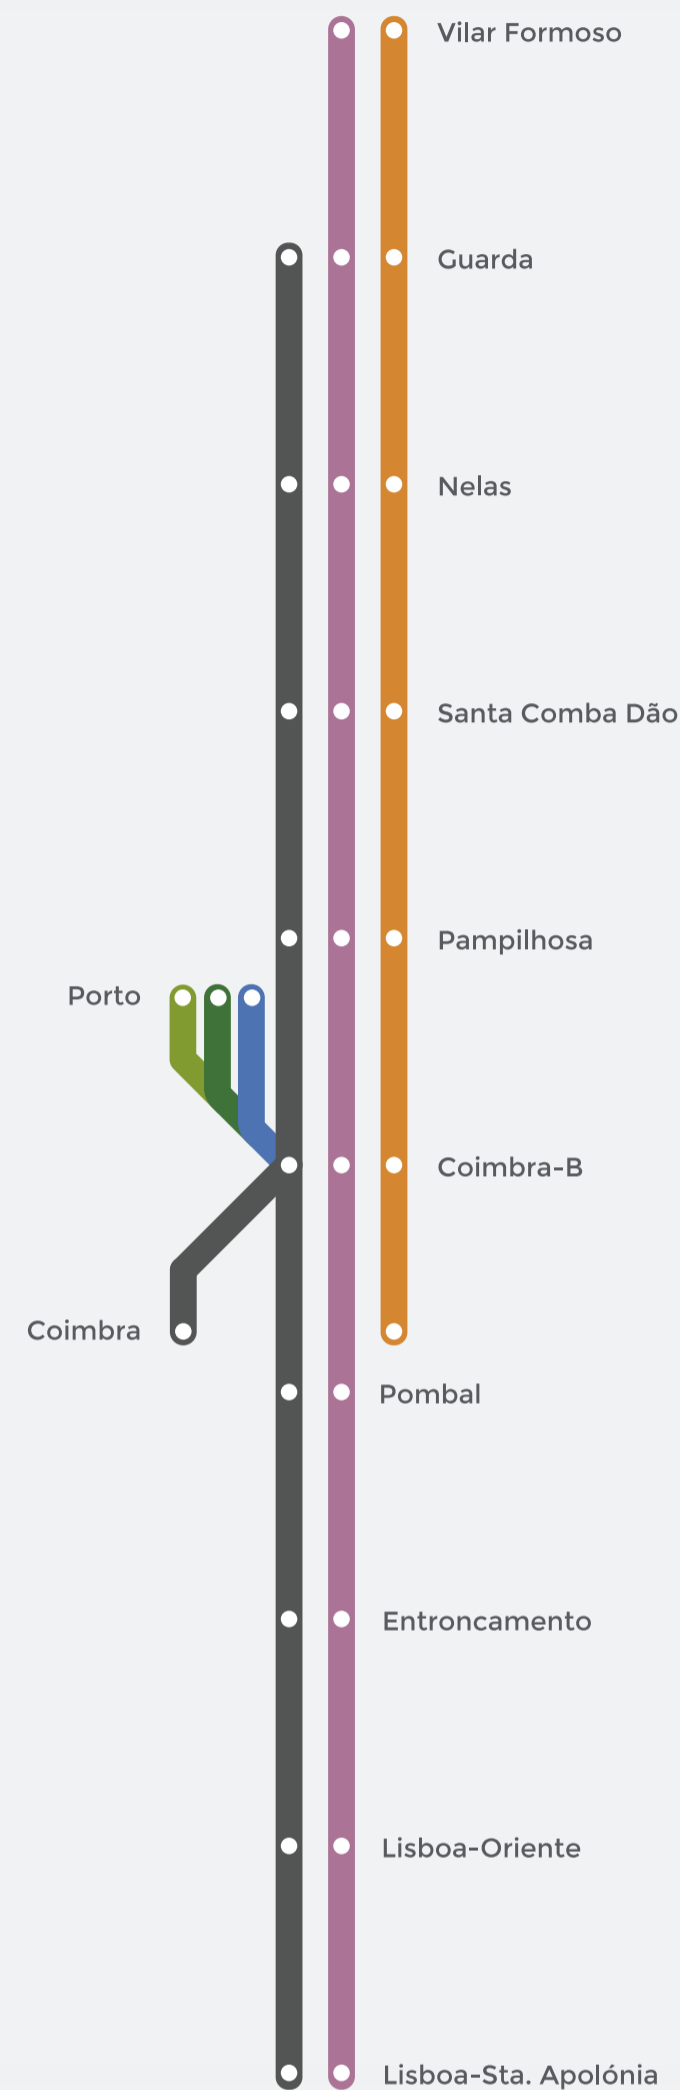 Vilar Formoso
Guarda
Nelas
Santa Comba Dão
Pampilhosa
Porto
Coimbra-B
Coimbra
Pombal
Entroncamento
Lisboa-Oriente
Lisboa-Sta. Apolónia